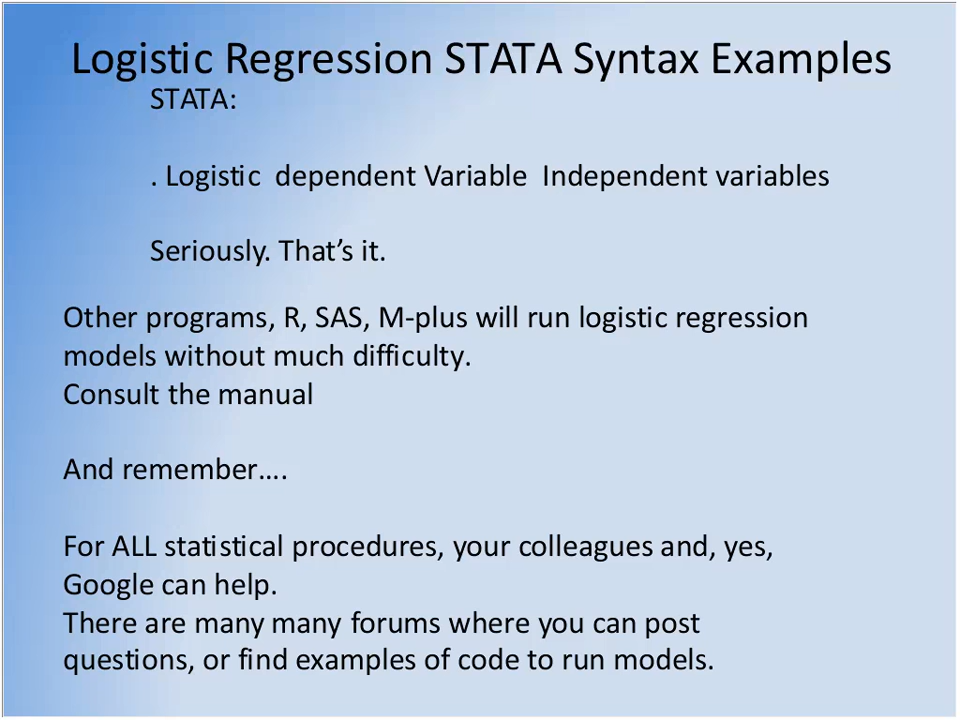 Logistic Regression STATA Syntax Examples
STATA:
. Logistic  dependent Variable  Independent variables
Seriously. That’s it.
Other programs, R, SAS, M-plus will run logistic regression
models without much difficulty.
Consult the manual
And remember….
For ALL statistical procedures, your colleagues and, yes,
Google can help.
There are many many forums where you can post
questions, or find examples of code to run models.